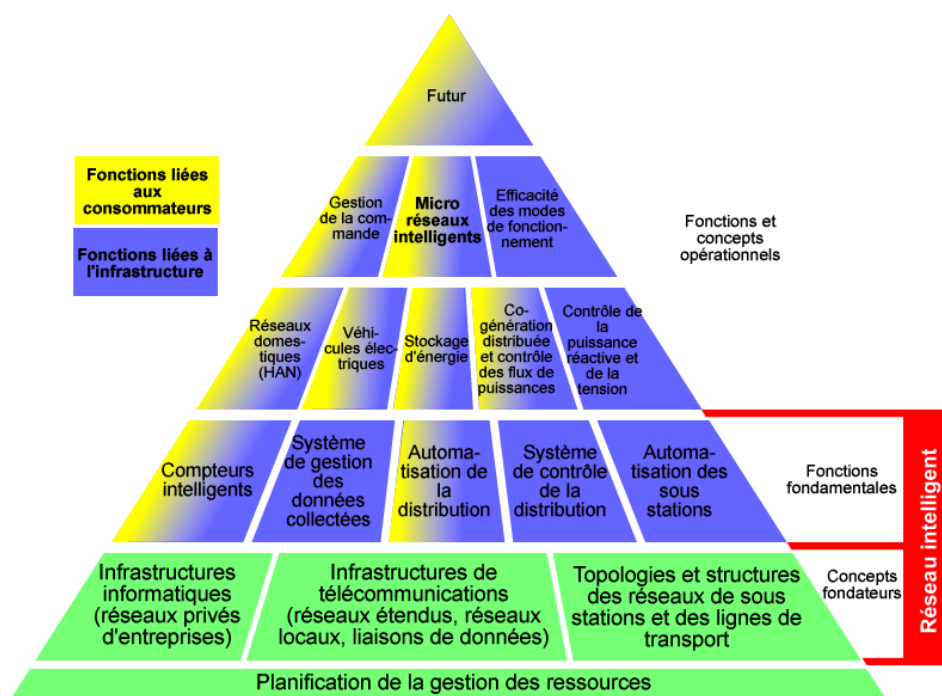 Futur
Fonctions liées
aux
consommateurs
Fonctions liées à
l'infrastructure
Gestion
de la com-
mande
Micro
réseaux
intelligents
Efficacité
des modes
de fonction-
nement
Fonctions et
concepts
opérationnels
Réseaux
domes-
tiques
(HAN)
Véhi-
cules élec-
triques
Stockage
d'énergie
Co-
génération
distribuée
et contrôle
des flux de
puissances
Contrôle de
la
puissance
réactive et
de la
tension
Compteurs
intelligents
Système
de gestion
des
données
collectées
Automa-
tisation de
la
distribution
Système
de contrôle
de la
distribution
Automa-
tisation des
sous
stations
Fonctions
fondamentales
Infrastructures
informatiques
(réseaux privés
d'entreprises)
Infrastructures de
télécommunications
(réseaux étendus, réseaux
locaux, liaisons de données)
Topologies et structures
des réseaux de sous
stations et des lignes de
transport
Concepts
fondateurs
Réseau intelligent
Planification de la gestion des ressources